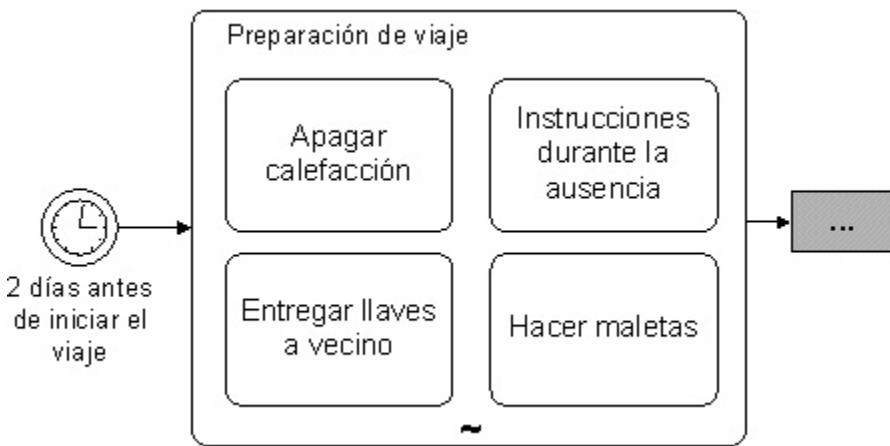 Preparación de viaje
Apagar
calefacción
Instrucciones
durante la
ausencia
2 días antes
de iniciar el
viaje
Entregar llaves
a vecino
Hacer maletas
~
...